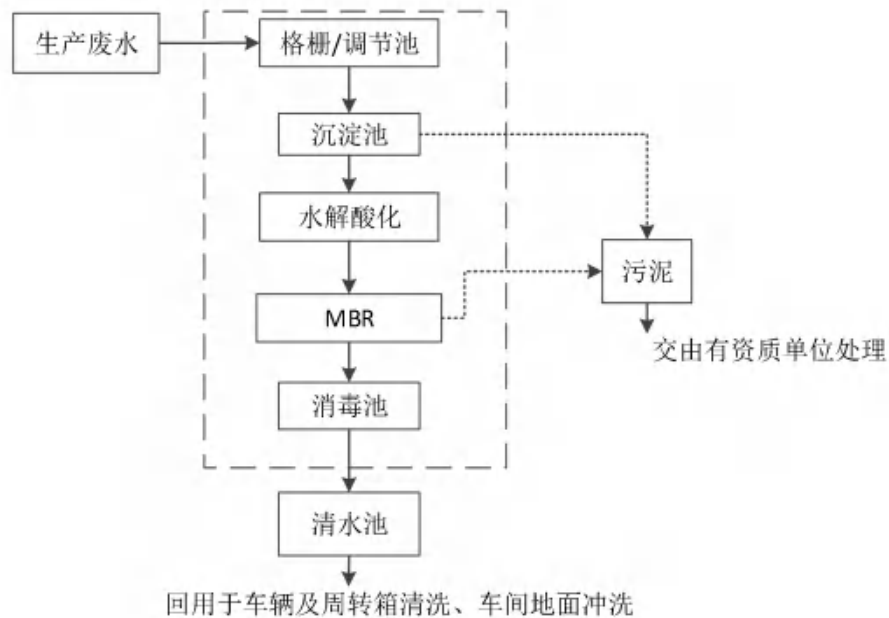 生产废水
格栅/调节池
沉淀池
水解酸化
污泥
MBR
交由有资质单位处理
消毒池
清水池
回用于车辆及周转箱清洗、车间地面冲洗